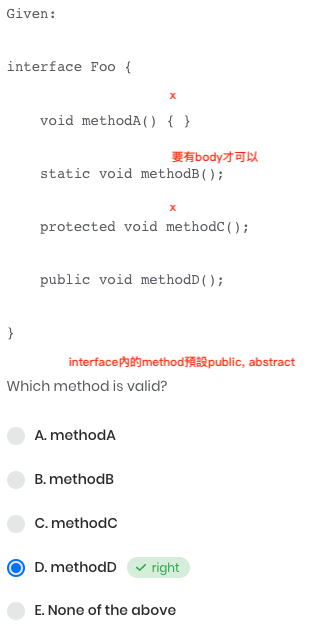 Given:
interface Foo {
x
void methodA() { }
要有body才可以
static void methodB();
x
protected void methodC();
public void methodD();
}
interface內的method預設public, abstract
Which method is valid?
A. methodA
B. methodB
C. methodC
D. methodD ✓ right
E. None of the above